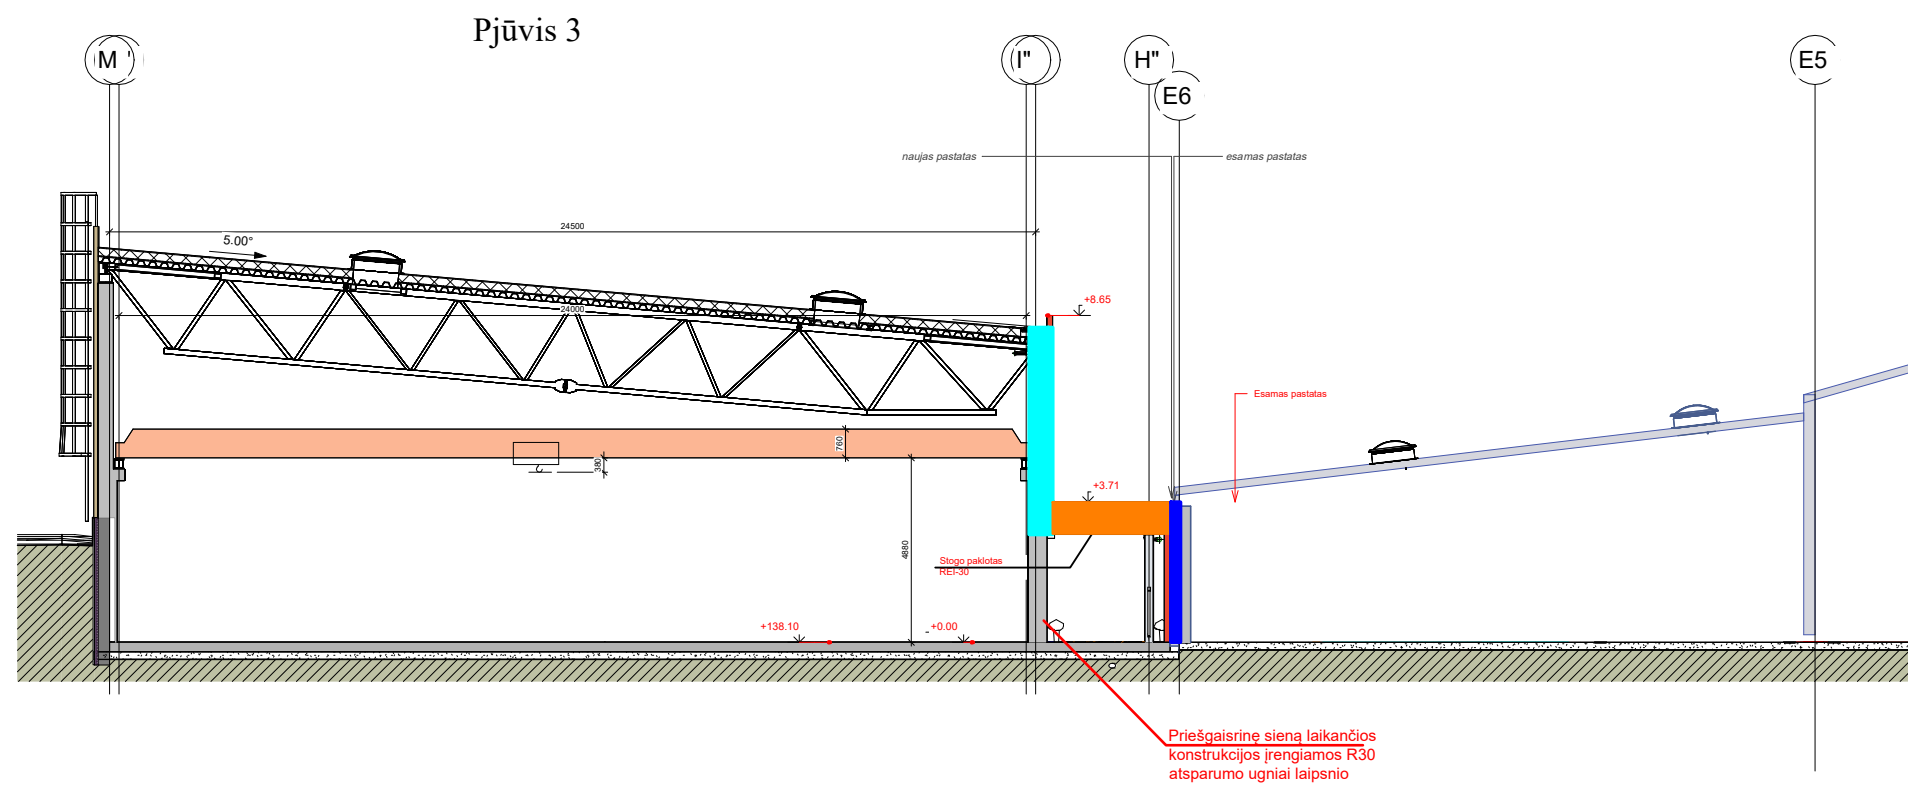 Pjūvis 3
M '
I"
H"
E5
E6
naujas pastatas
esamas pastatas
24500
5.00°
+8.65
24000
Esamas pastatas
760
380
+3.71
4880
Stogo paklotas
REI-30
+138.10
+0.00
Priešgaisrinę sieną laikančios
konstrukcijos įrengiamos R30
atsparumo ugniai laipsnio